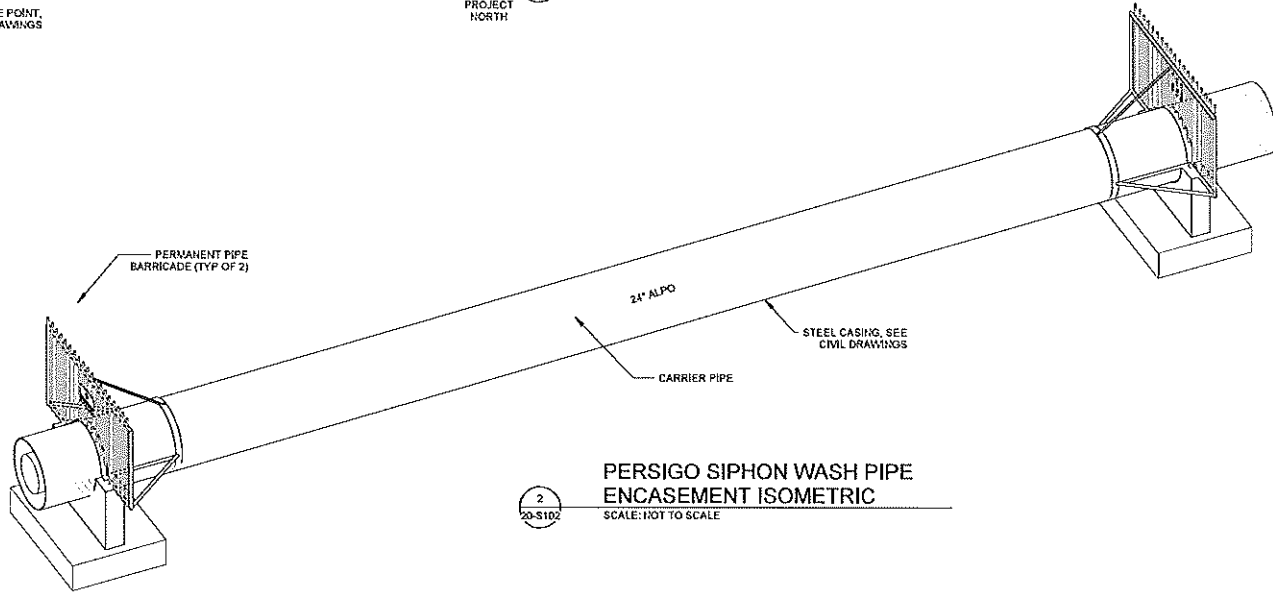 E POINT,
AWINGS
PROJECT
NORTH
PERMANENT PIPE
BARRICADE (TYP OF 2)
24" ALPO
STEEL CASING, SEE
CIVIL DRAWINGS
CARRIER PIPE
PERSIGO SIPHON WASH PIPE
ENCASEMENT ISOMETRIC
2
20-S102
SCALE: NOT TO SCALE